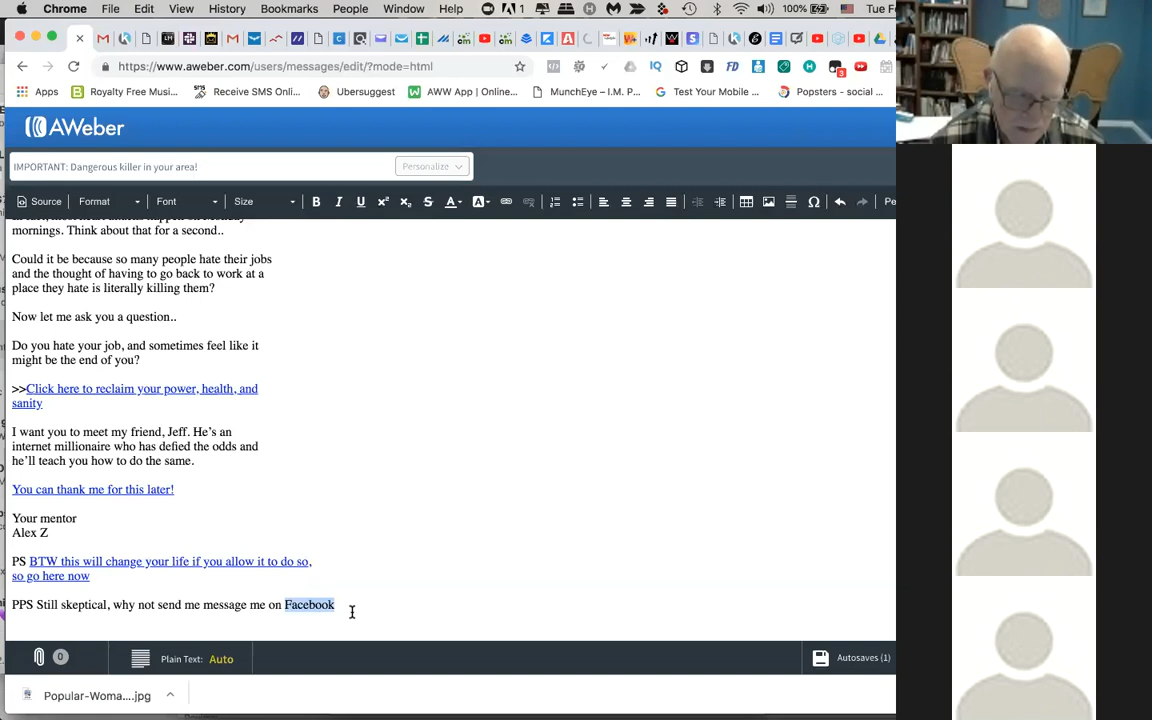 Chrome File Edit View History Bookmarks People Window Help 1 100% Tue F
https://www.aweber.com/users/messages/edit/?mode=html IQ FD 3
Apps Royalty Free Musi... Receive SMS Onli... Ubersuggest AWW App | Online... MunchEye – I.M. P... Test Your Mobile ... Popsters - social ...
AWeber
IMPORTANT: Dangerous killer in your area! Personalize
Source Format Font Size B I U S A A Pe
mornings. Think about that for a second..
Could it be because so many people hate their jobs
and the thought of having to go back to work at a
place they hate is literally killing them?
Now let me ask you a question..
Do you hate your job, and sometimes feel like it
might be the end of you?
>>Click here to reclaim your power, health, and
sanity
I want you to meet my friend, Jeff. He’s an
internet millionaire who has defied the odds and
he’ll teach you how to do the same.
You can thank me for this later!
Your mentor
Alex Z
PS BTW this will change your life if you allow it to do so,
so go here now
PPS Still skeptical, why not send me message me on Facebook
0 Plain Text: Auto Autosaves (1)
Popular-Woma....jpg